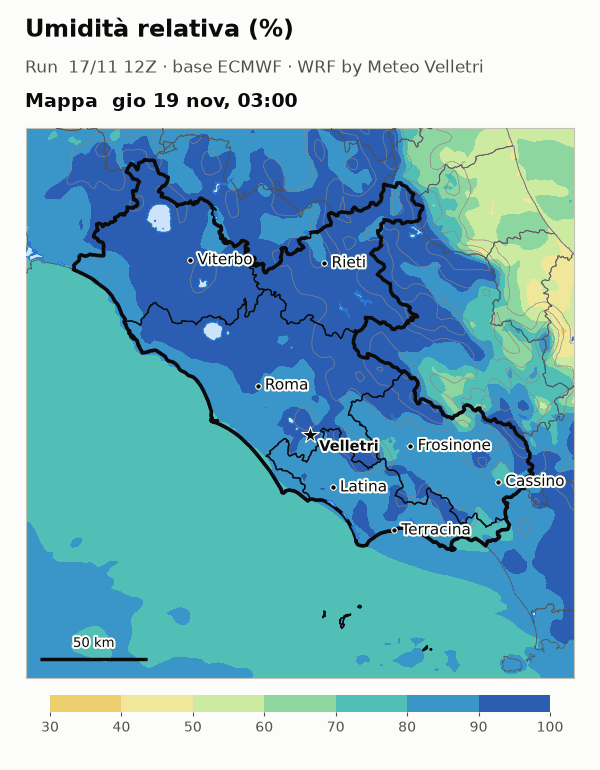 Umidità relativa (%)
Run 17/11 12Z · base ECMWF · WRF by Meteo Velletri
Mappa gio 19 nov, 03:00
Viterbo
Rieti
Roma
Velletri
Frosinone
Cassino
Latina
Terracina
50 km
30 40 50 60 70 80 90 100